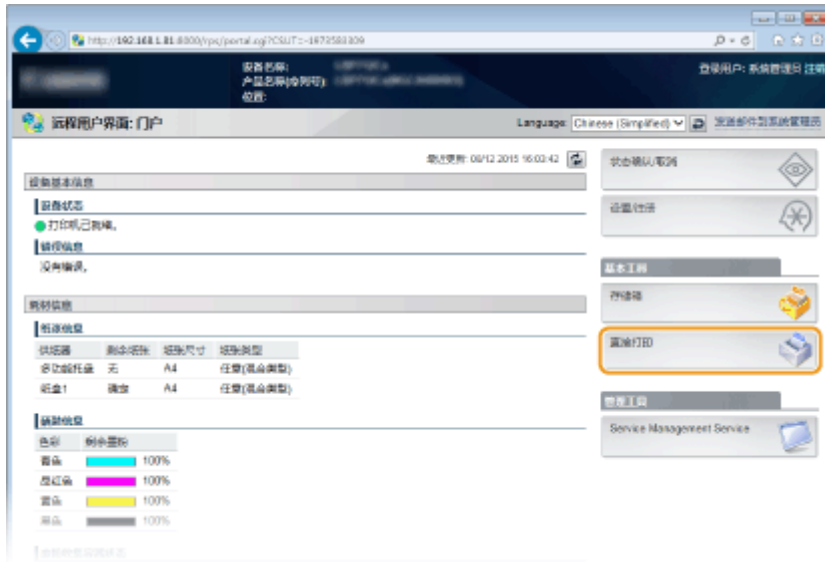 http://192.168.1.81:8000/rps/portal.cgi?CSUT=-1973583309
设备名称:
产品名称(含别可):
位置:
登录用户: 系统管理员 注销
远程用户界面: 门户
Language: Chinese (Simplified)
发送邮件到系统管理员
最近更新: 08/12 2015 16:03:42
设备基本信息
设备状态
打印机已就绪。
错误信息
没有错误。
耗材信息
纸张信息
供纸器 剩余纸张 纸张尺寸 纸张类型
多功能托盘 无 A4 任意(混合类型)
纸盒1 确定 A4 任意(混合类型)
碳粉信息
色彩 剩余墨粉
青色 100%
品红色 100%
黄色 100%
黑色 100%
状态确认/取消
设置/注册
基本工具
存储箱
直接打印
管理工具
Service Management Service